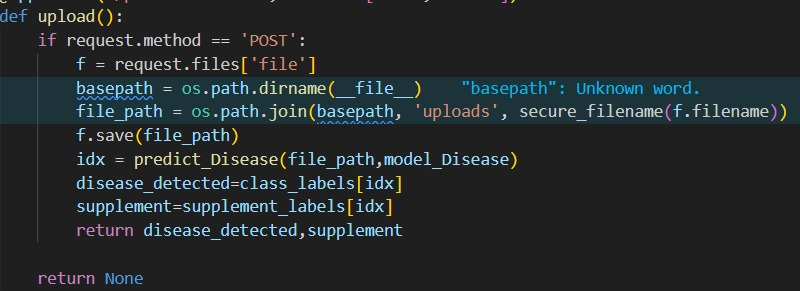 def upload():
    if request.method == 'POST':
        f = request.files['file']
        basepath = os.path.dirname(__file__)    "basepath": Unknown word.
        file_path = os.path.join(basepath, 'uploads', secure_filename(f.filename))
        f.save(file_path)
        idx = predict_Disease(file_path,model_Disease)
        disease_detected=class_labels[idx]
        supplement=supplement_labels[idx]
        return disease_detected,supplement
    return None